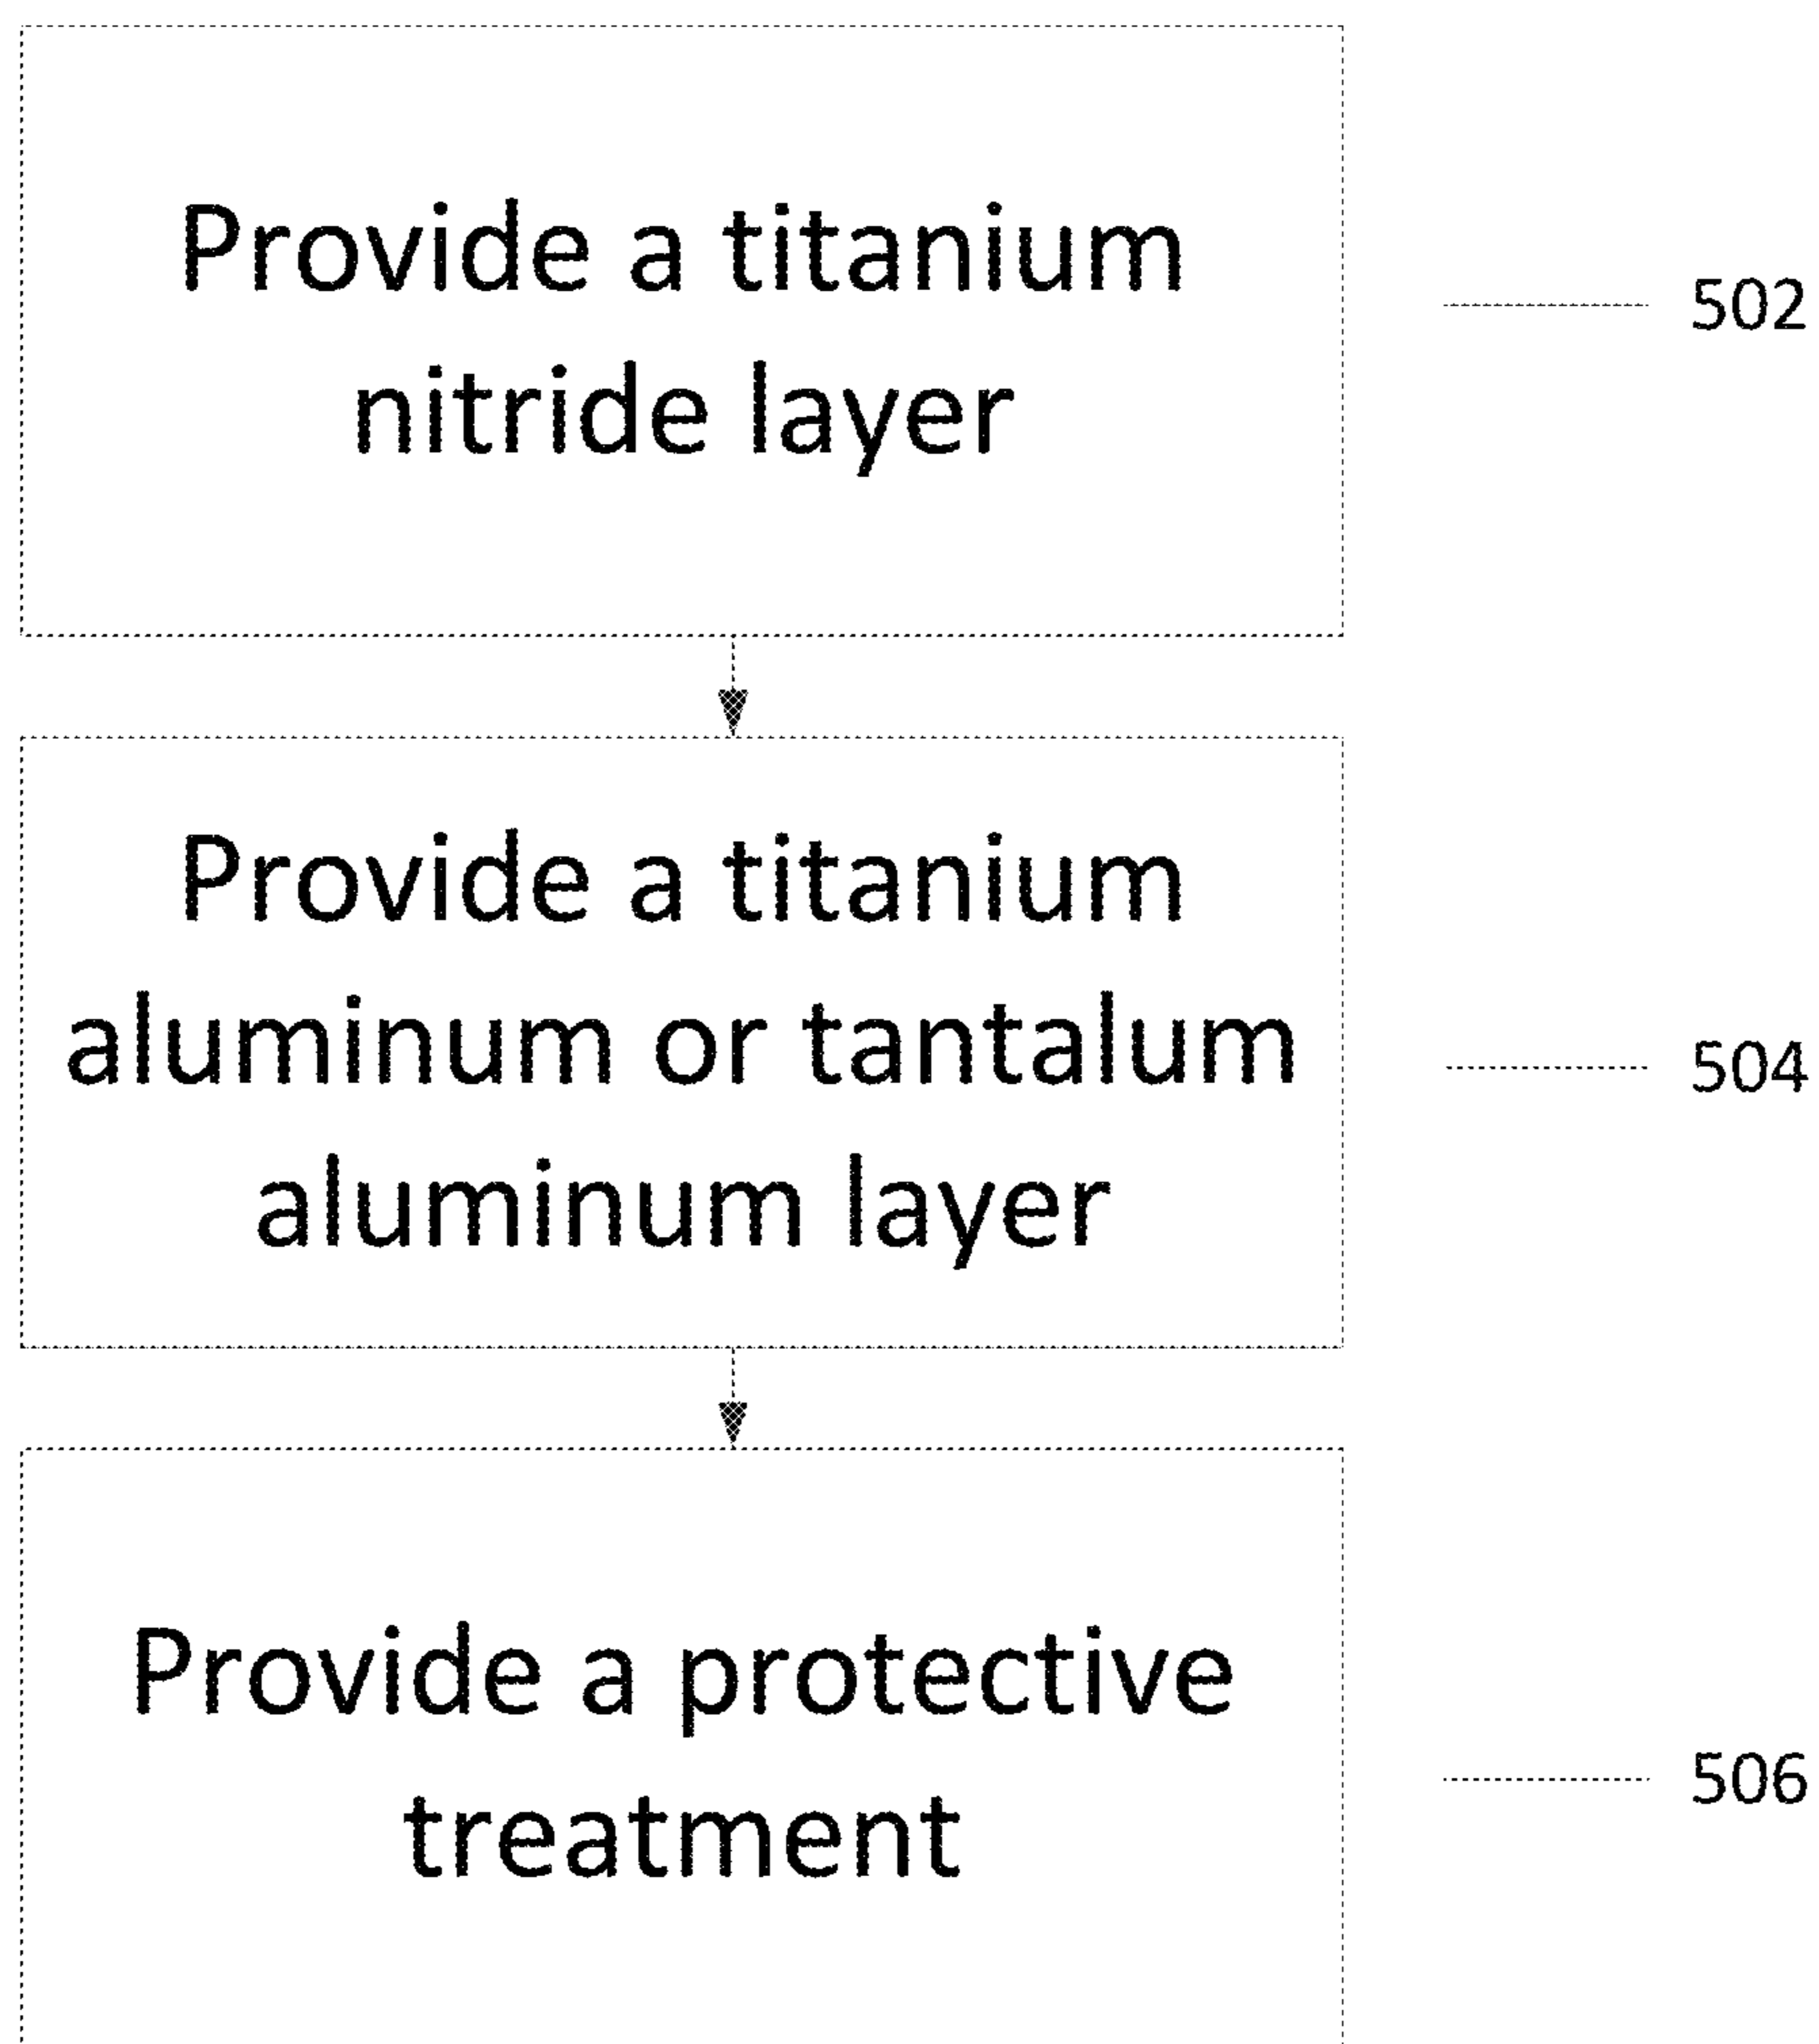 Provide a titanium
nitride layer
502
Provide a titanium
aluminum or tantalum
aluminum layer
504
Provide a protective
treatment
506